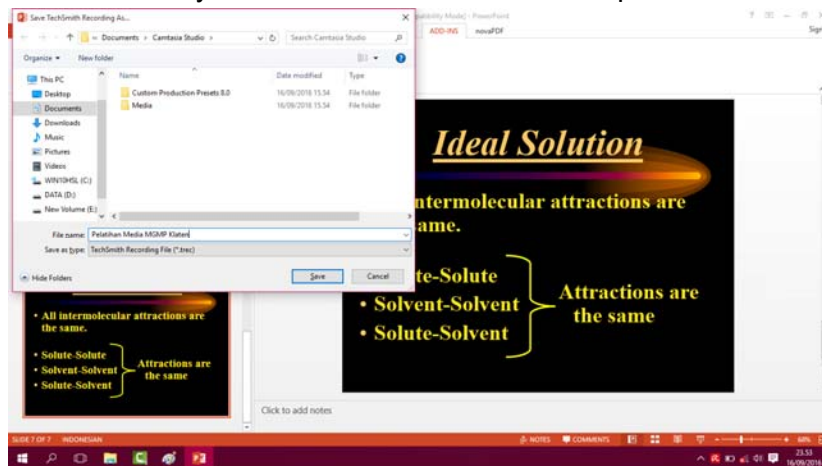 Save TechSmith Recording As...
Documents > Camtasia Studio >
Search Camtasia Studio
Organize
New folder
This PC
Desktop
Documents
Downloads
Music
Pictures
Videos
WIN10HSL (C:)
DATA (D:)
New Volume (E:)
Name
Date modified
Type
Custom Production Presets 8.0
16/09/2016 15.34
File folder
Media
16/09/2016 15.34
File folder
File name: Pelatihan Media MGMP Klaten
Save as type: TechSmith Recording File (*.trec)
Hide Folders
Save
Cancel
Mode] - PowerPoint
ADD-INS
novaPDF
Sign
Ideal Solution
ntermolecular attractions are
ame.
te-Solute
• Solvent-Solvent
• Solute-Solvent
Attractions are
the same
• All intermolecular attractions are
the same.
• Solute-Solute
• Solvent-Solvent
• Solute-Solvent
Attractions are
the same
Click to add notes
SLIDE 7 OF 7
INDONESIAN
NOTES
COMMENTS
68%
23.53
16/09/2016